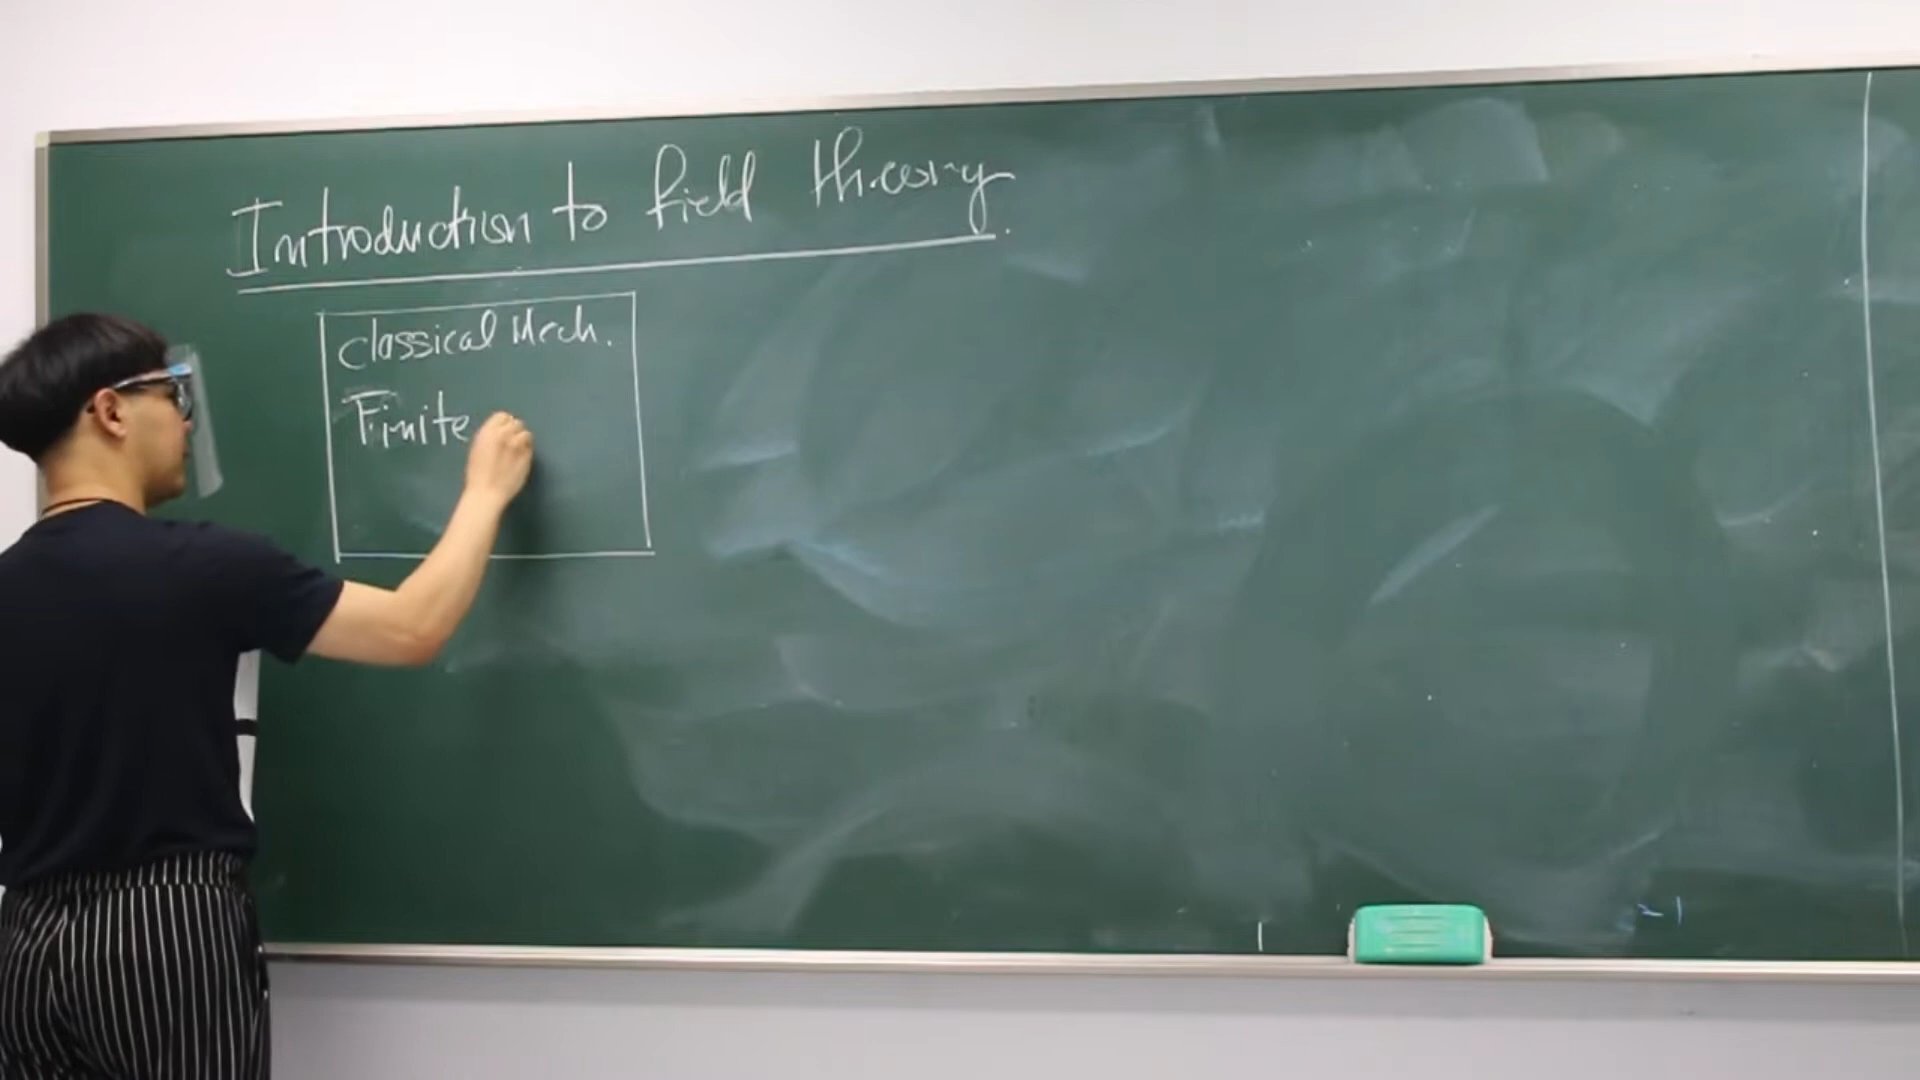 Introduction to field theory.
classical Mech.
Finite